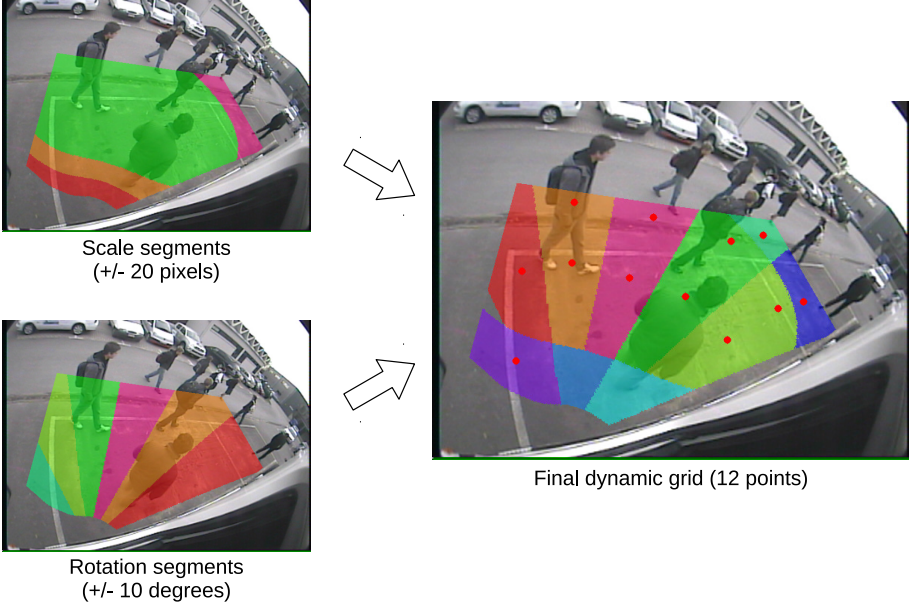 Scale segments
(+/- 20 pixels)
Rotation segments
(+/- 10 degrees)
Final dynamic grid (12 points)